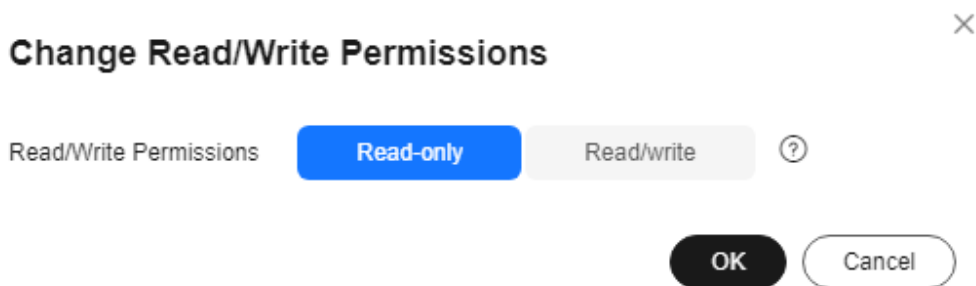 Change Read/Write Permissions
Read/Write Permissions Read-only Read/write ?
OK Cancel